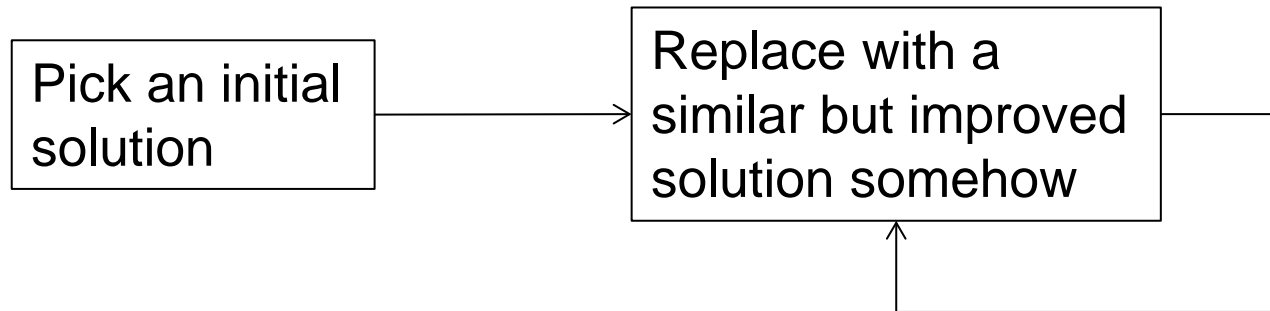 Pick an initial
solution
Replace with a
similar but improved
solution somehow